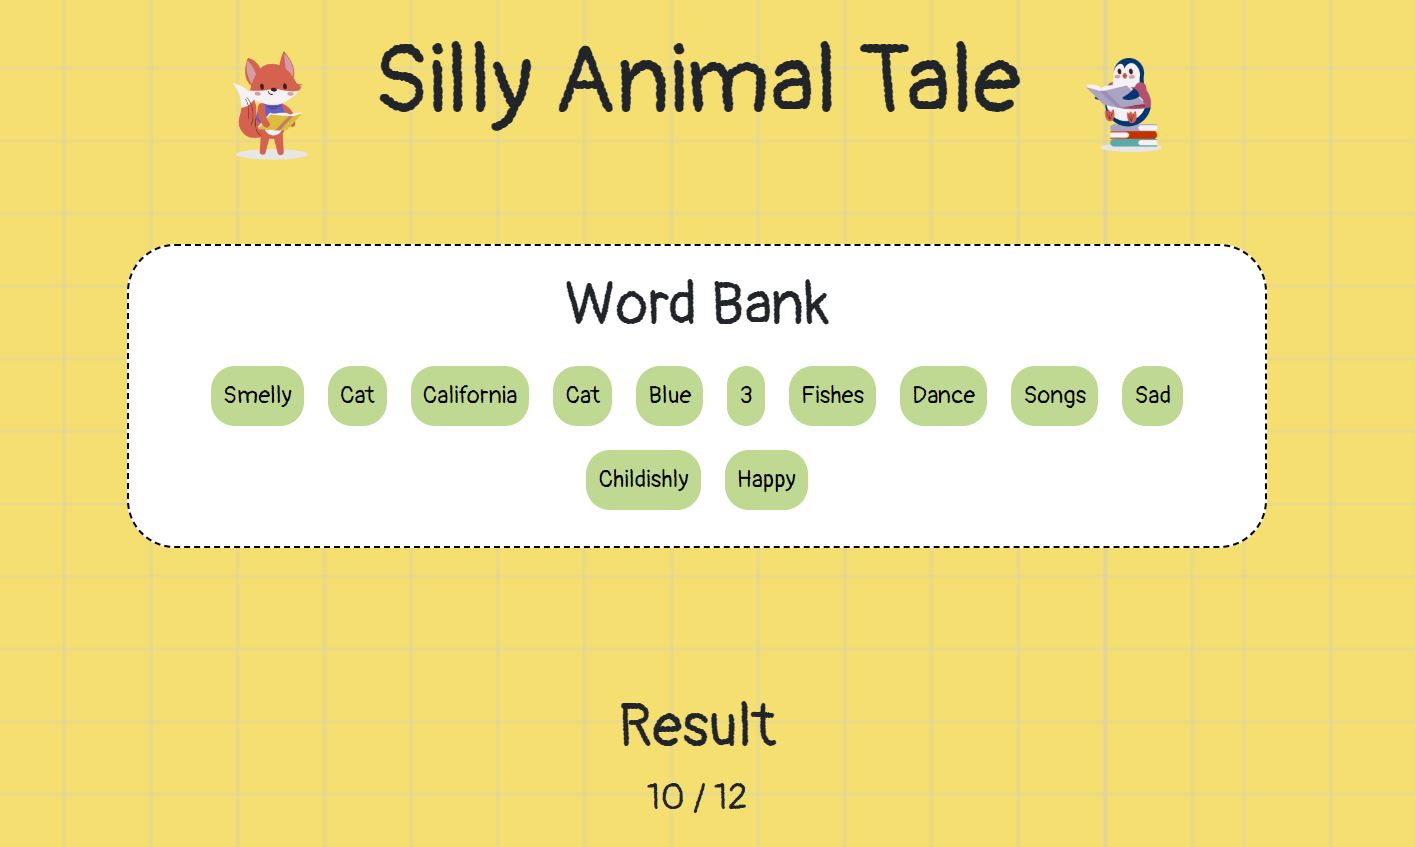 Silly Animal Tale
Word Bank
Smelly Cat California Cat Blue 3 Fishes Dance Songs Sad
Childishly Happy
Result
10 / 12